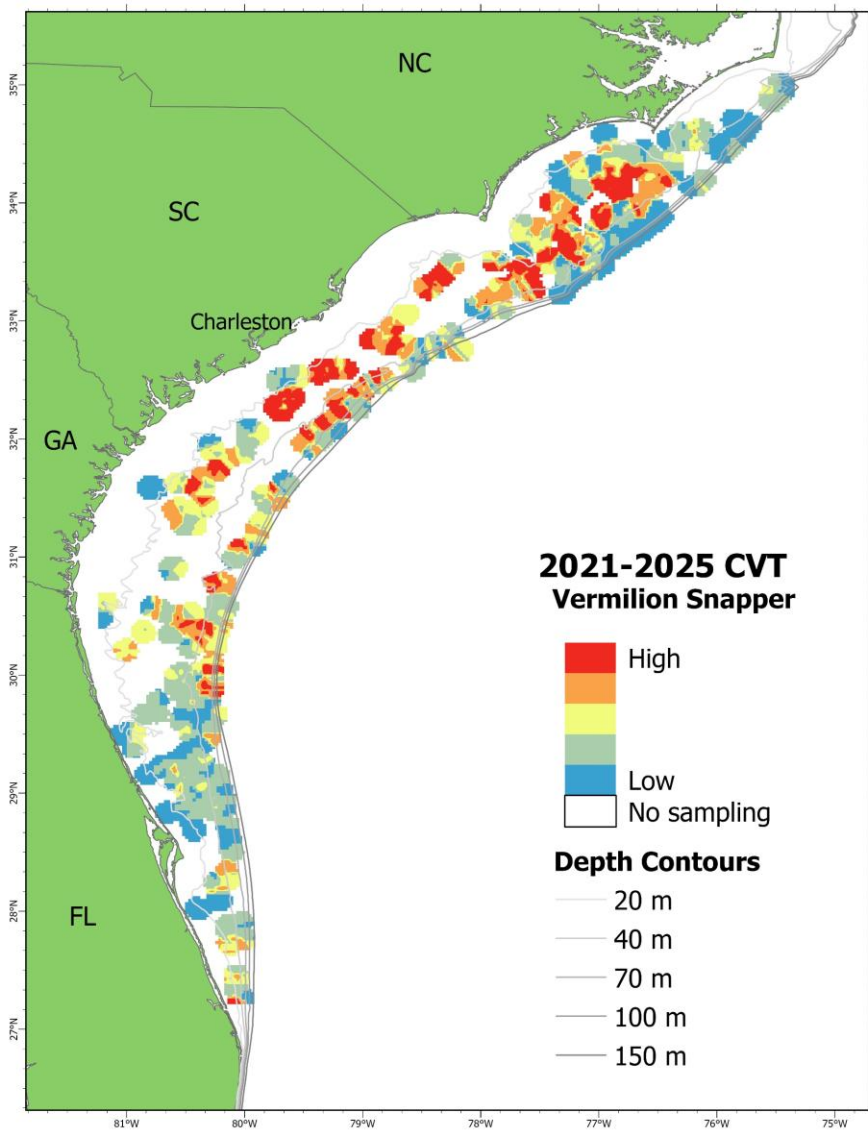 NC
SC
Charleston
GA
FL
2021-2025 CVT
Vermilion Snapper
High
Low
No sampling
Depth Contours
20 m
40 m
70 m
100 m
150 m
35°N
34°N
33°N
32°N
31°N
30°N
29°N
28°N
27°N
81°W
80°W
79°W
78°W
77°W
76°W
75°W